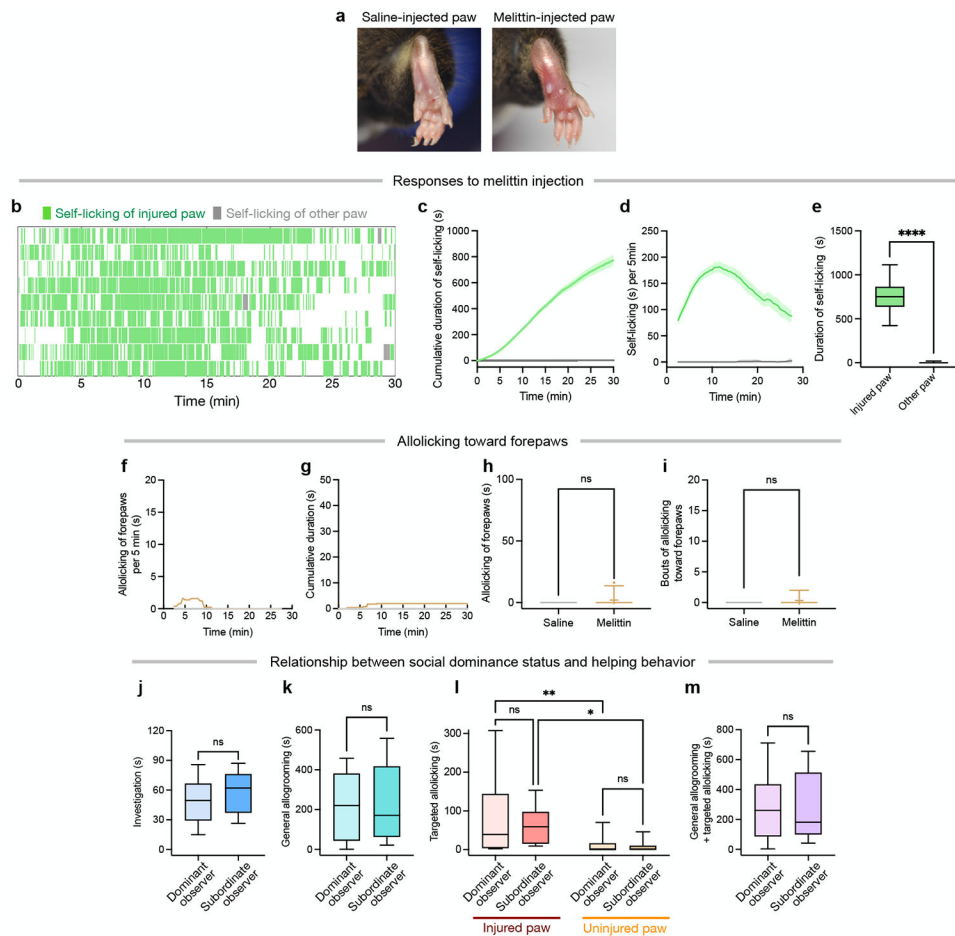 a
Saline-injected paw Melittin-injected paw
Responses to melittin injection
b
Self-licking of injured paw Self-licking of other paw
0 5 10 15 20 25 30
Time (min)
c
Cumulative duration of self-licking (s)
1000
800
600
400
200
0
0 5 10 15 20 25 30
Time (min)
d
Self-licking (s) per 5min
250
200
150
100
50
0
0 10 20 30
Time (min)
e
Duration of self-licking (s)
1500
1000
500
0
****
Injured paw
Other paw
Allolicking toward forepaws
f
Allolicking of forepaws
per 5 min (s)
20
15
10
5
0
0 5 10 15 20 25 30
Time (min)
g
Cumulative duration (s)
50
40
30
20
10
0
0 5 10 15 20 25 30
Time (min)
h
Allolicking of forepaws (s)
100
80
60
40
20
0
ns
Saline Melittin
i
Bouts of allolicking
toward forepaws
20
15
10
5
0
ns
Saline Melittin
Relationship between social dominance status and helping behavior
j
Investigation (s)
120
90
60
30
0
ns
Dominant
observer
Subordinate
observer
k
General allogrooming (s)
600
400
200
0
ns
Dominant
observer
Subordinate
observer
l
Targeted allolicking (s)
300
200
100
0
**
ns
*
ns
Dominant
observer
Subordinate
observer
Dominant
observer
Subordinate
observer
Injured paw
Uninjured paw
m
General allogrooming
+ targeted allolicking (s)
800
600
400
200
0
ns
Dominant
observer
Subordinate
observer